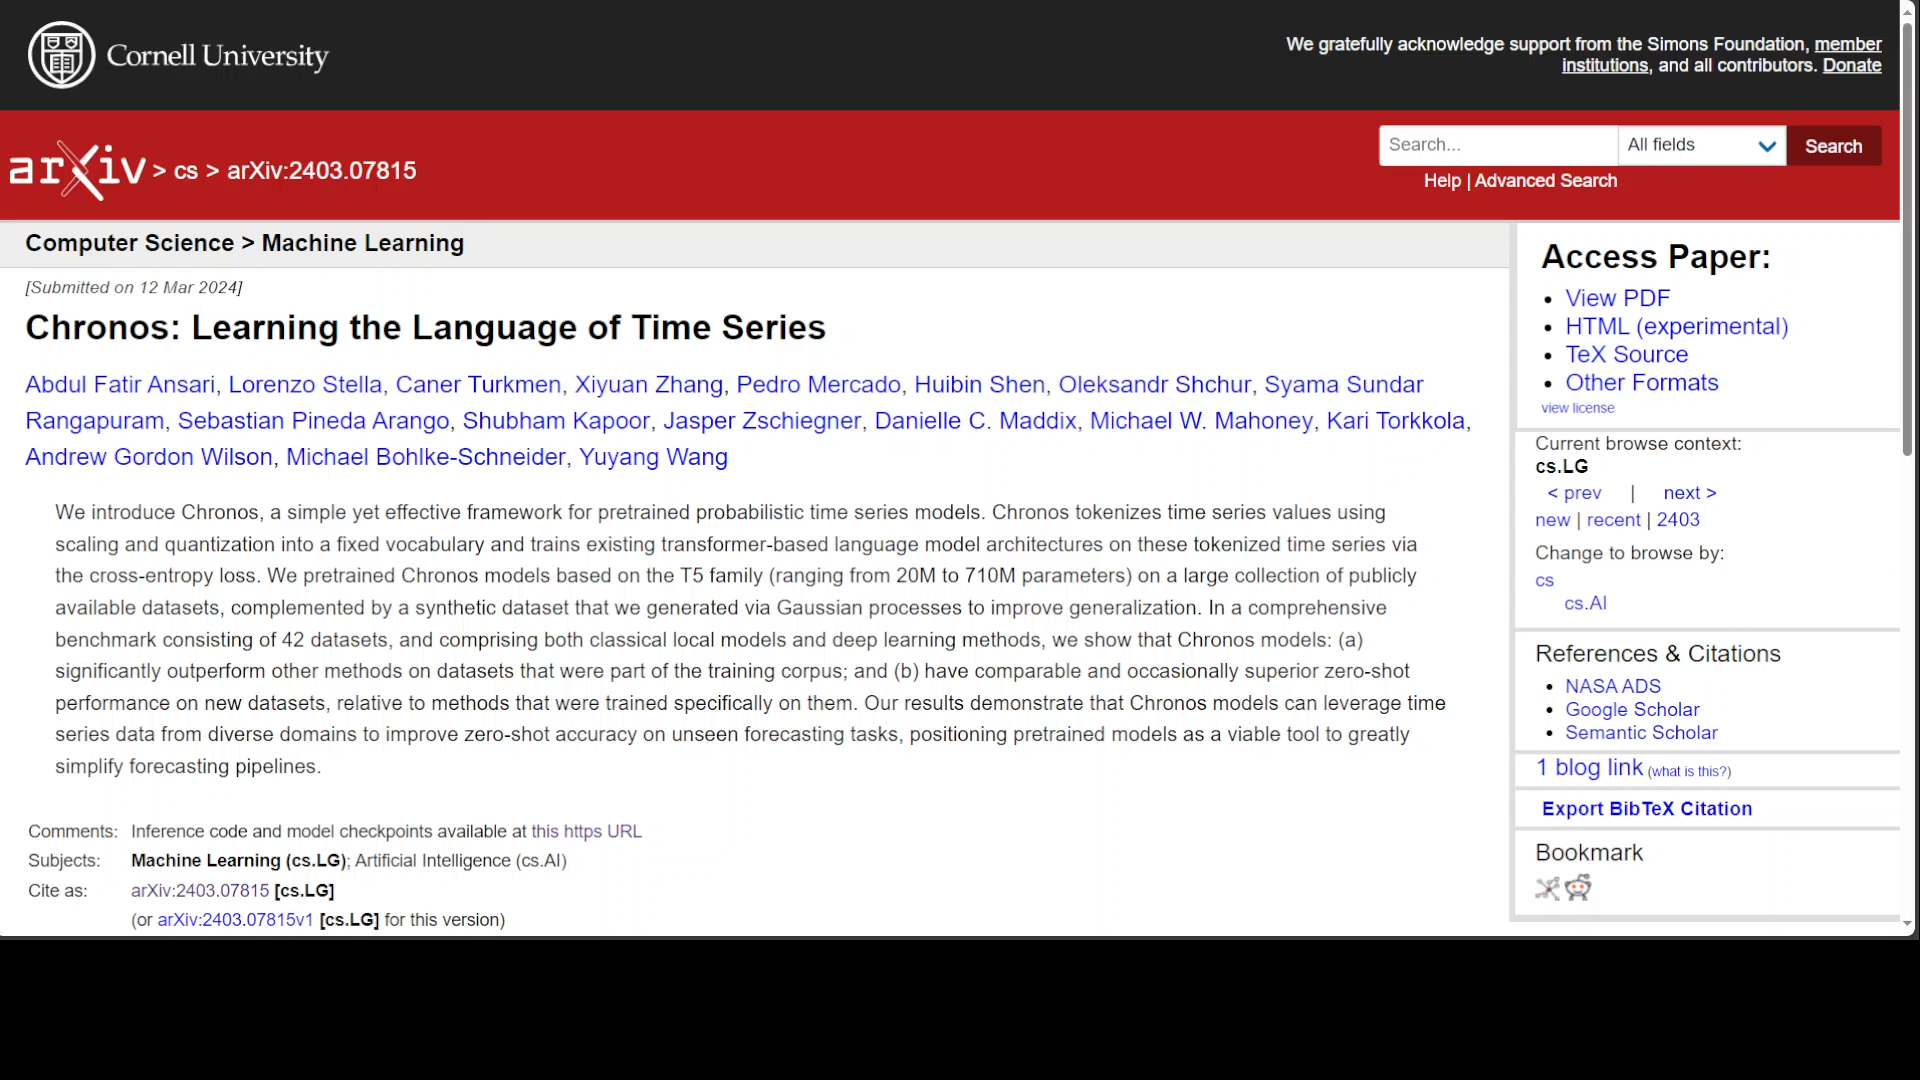 Cornell University
We gratefully acknowledge support from the Simons Foundation, member
institutions, and all contributors. Donate
arXiv > cs > arXiv:2403.07815
Search...
All fields
Search
Help | Advanced Search
Computer Science > Machine Learning
[Submitted on 12 Mar 2024]
Chronos: Learning the Language of Time Series
Abdul Fatir Ansari, Lorenzo Stella, Caner Turkmen, Xiyuan Zhang, Pedro Mercado, Huibin Shen, Oleksandr Shchur, Syama Sundar
Rangapuram, Sebastian Pineda Arango, Shubham Kapoor, Jasper Zschiegner, Danielle C. Maddix, Michael W. Mahoney, Kari Torkkola,
Andrew Gordon Wilson, Michael Bohlke-Schneider, Yuyang Wang
We introduce Chronos, a simple yet effective framework for pretrained probabilistic time series models. Chronos tokenizes time series values using
scaling and quantization into a fixed vocabulary and trains existing transformer-based language model architectures on these tokenized time series via
the cross-entropy loss. We pretrained Chronos models based on the T5 family (ranging from 20M to 710M parameters) on a large collection of publicly
available datasets, complemented by a synthetic dataset that we generated via Gaussian processes to improve generalization. In a comprehensive
benchmark consisting of 42 datasets, and comprising both classical local models and deep learning methods, we show that Chronos models: (a)
significantly outperform other methods on datasets that were part of the training corpus; and (b) have comparable and occasionally superior zero-shot
performance on new datasets, relative to methods that were trained specifically on them. Our results demonstrate that Chronos models can leverage time
series data from diverse domains to improve zero-shot accuracy on unseen forecasting tasks, positioning pretrained models as a viable tool to greatly
simplify forecasting pipelines.
Comments: Inference code and model checkpoints available at this https URL
Subjects: Machine Learning (cs.LG); Artificial Intelligence (cs.AI)
Cite as: arXiv:2403.07815 [cs.LG]
(or arXiv:2403.07815v1 [cs.LG] for this version)
Access Paper:
View PDF
HTML (experimental)
TeX Source
Other Formats
view license
Current browse context:
cs.LG
< prev | next >
new | recent | 2403
Change to browse by:
cs
cs.AI
References & Citations
NASA ADS
Google Scholar
Semantic Scholar
1 blog link (what is this?)
Export BibTeX Citation
Bookmark